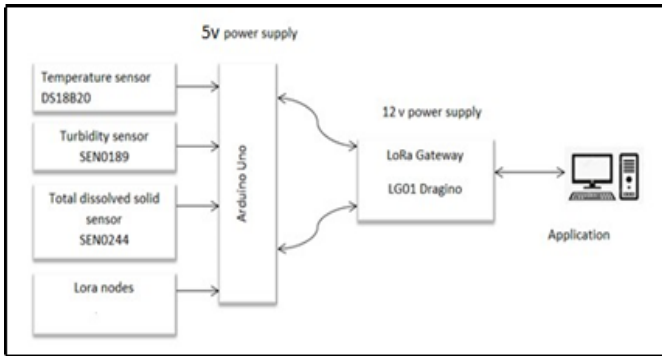 5v power supply
Temperature sensor
DS18B20
Turbidity sensor
SEN0189
Total dissolved solid
sensor
SEN0244
Lora nodes
Arduino Uno
12 v power supply
LoRa Gateway
LG01 Dragino
Application